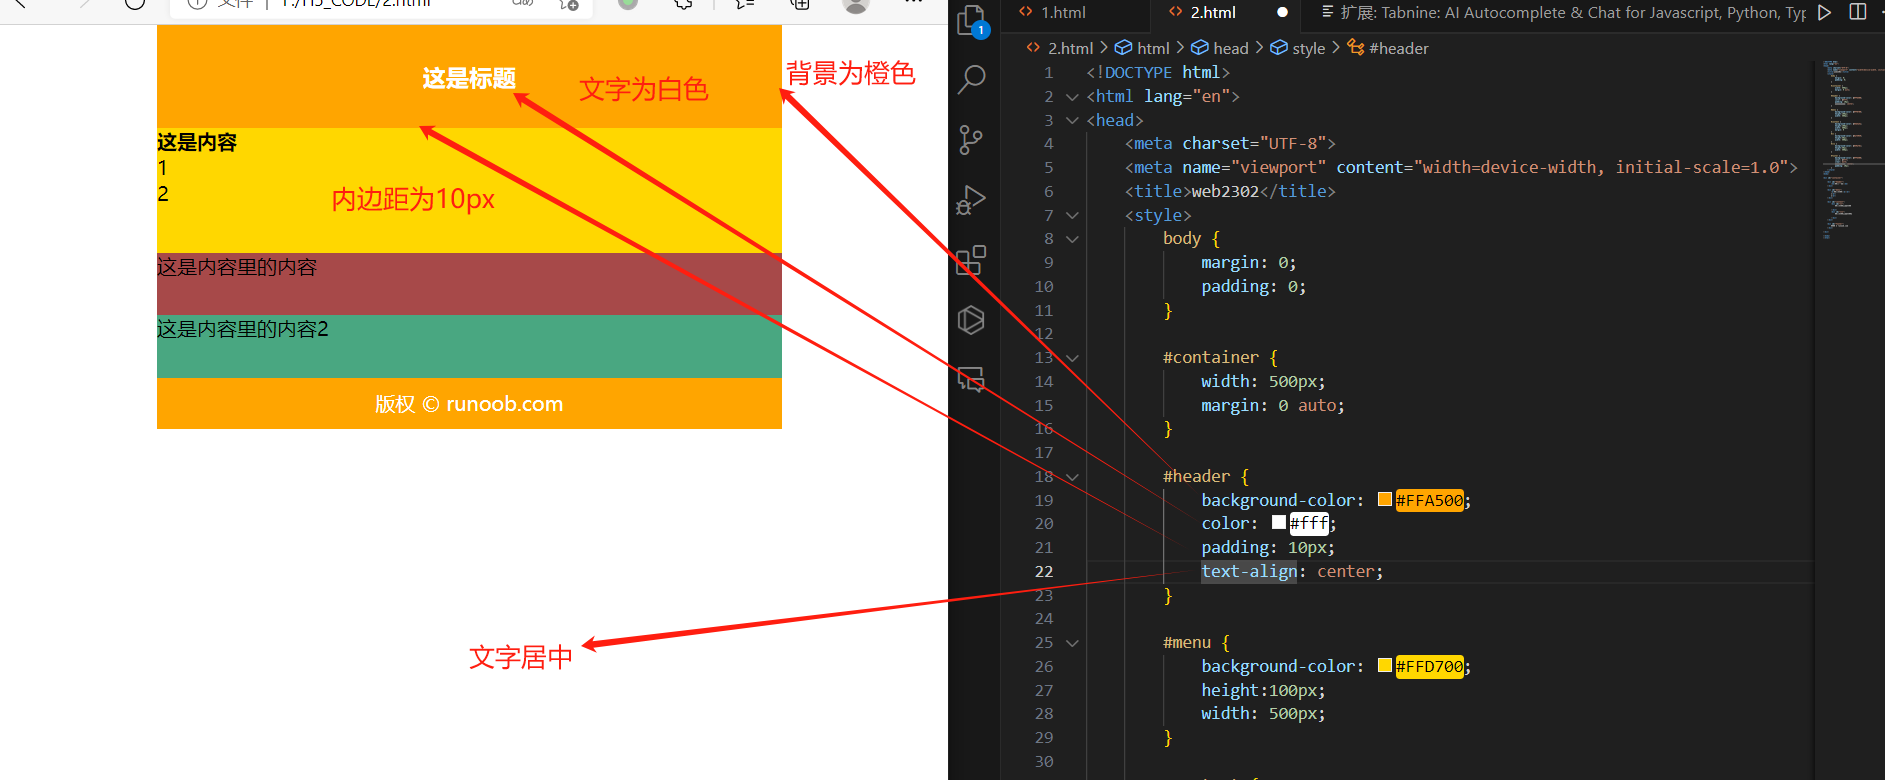 这是标题
文字为白色
背景为橙色
这是内容
1
2
内边距为10px
这是内容里的内容
这是内容里的内容2
版权 © runoob.com
文字居中
1
1.html
2.html
扩展: Tabnine: AI Autocomplete & Chat for Javascript, Python, Typ
2.html > html > head > style > #header
1 <!DOCTYPE html>
2 <html lang="en">
3 <head>
4 <meta charset="UTF-8">
5 <meta name="viewport" content="width=device-width, initial-scale=1.0">
6 <title>web2302</title>
7 <style>
8 body {
9 margin: 0;
10 padding: 0;
11 }
12
13 #container {
14 width: 500px;
15 margin: 0 auto;
16 }
17
18 #header {
19 background-color: #FFA500;
20 color: #fff;
21 padding: 10px;
22 text-align: center;
23 }
24
25 #menu {
26 background-color: #FFD700;
27 height:100px;
28 width: 500px;
29 }
30